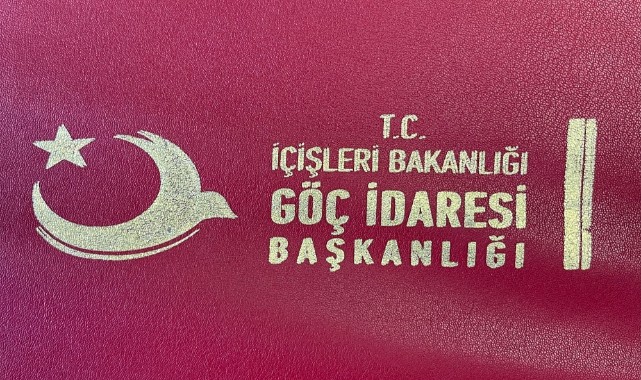 T.C.
İÇİŞLERİ BAKANLIĞI
GÖÇ İDARESİ
BAŞKANLIĞI